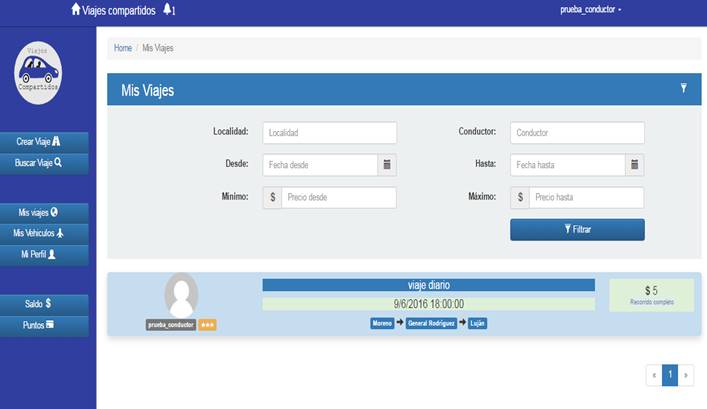 Viajes compartidos 1
prueba_conductor
Viajes
Compartidos
Crear Viaje
Buscar Viaje
Mis viajes
Mis Vehiculos
Mi Perfil
Saldo $
Puntos
Home / Mis Viajes
Mis Viajes
Localidad: Localidad Conductor: Conductor
Desde: Fecha desde Hasta: Fecha hasta
Minimo: $ Precio desde Máximo: $ Precio hasta
Filtrar
viaje diario
9/6/2016 18:00:00
$ 5
Recorrido completo
prueba_conductor
Moreno General Rodríguez Luján
« 1 »